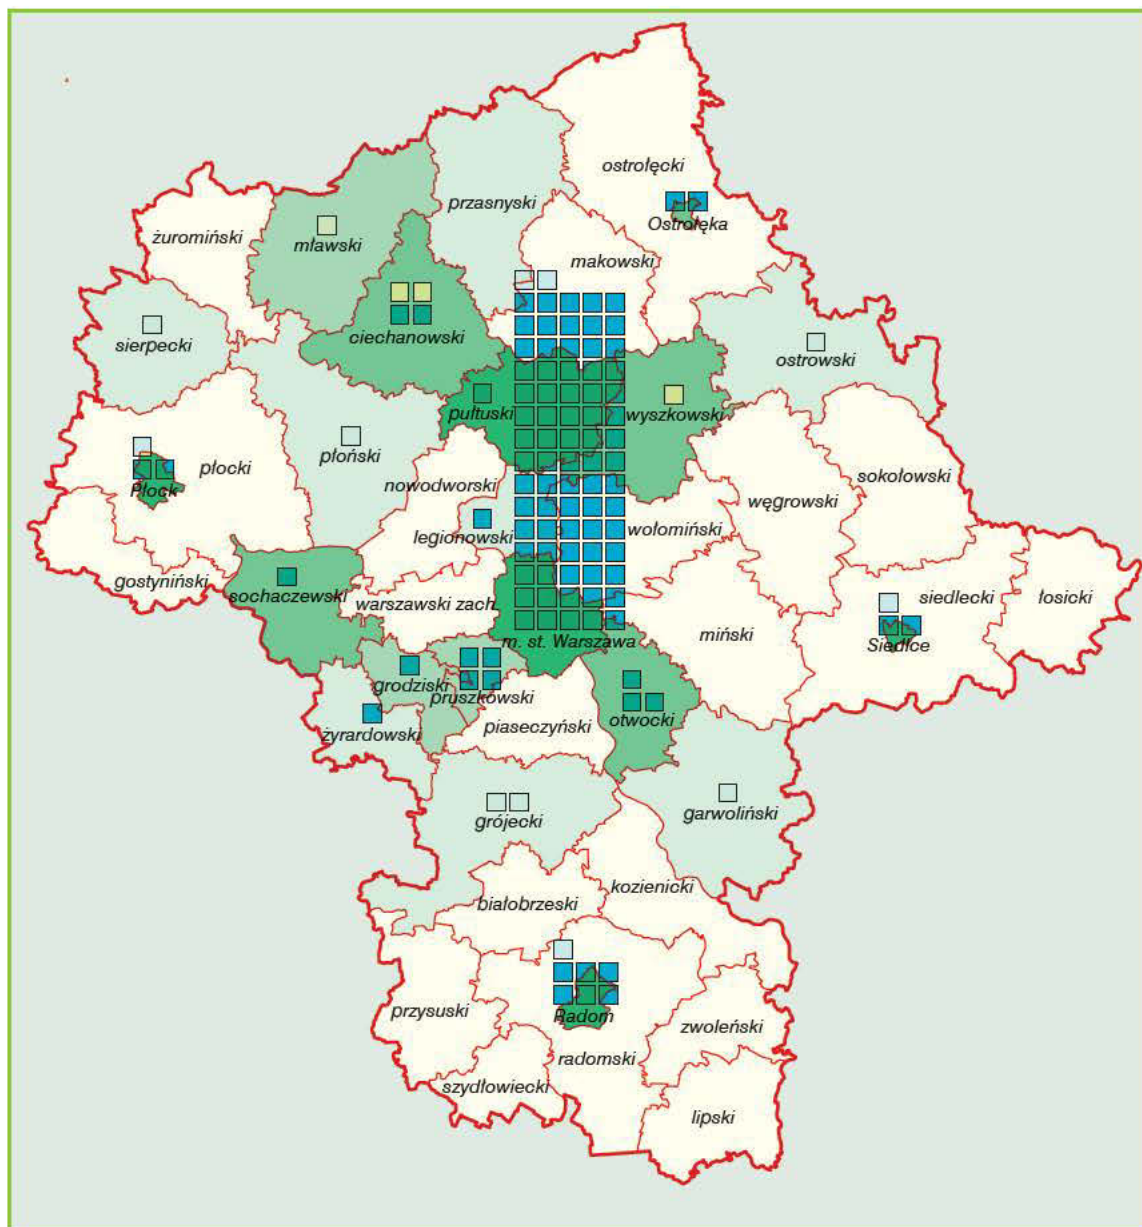 ostrołęcki
przasnyski
Ostrołęka
żuromiński
mławski
makowski
ciechanowski
sierpecki
ostrowski
pułtuski
wyszkowski
płoński
płocki
sokołowski
Płock
nowodworski
węgrowski
wołomiński
legionowski
gostyniński
sochaczewski
warszawski zach.
siedlecki
łosicki
miński
m. st. Warszawa
Siedlce
grodziski
pruszkowski
otwocki
piaseczyński
żyrardowski
garwoliński
grójecki
kozienicki
białobrzeski
przysuski
Radom
zwoleński
radomski
szydłowiecki
lipski